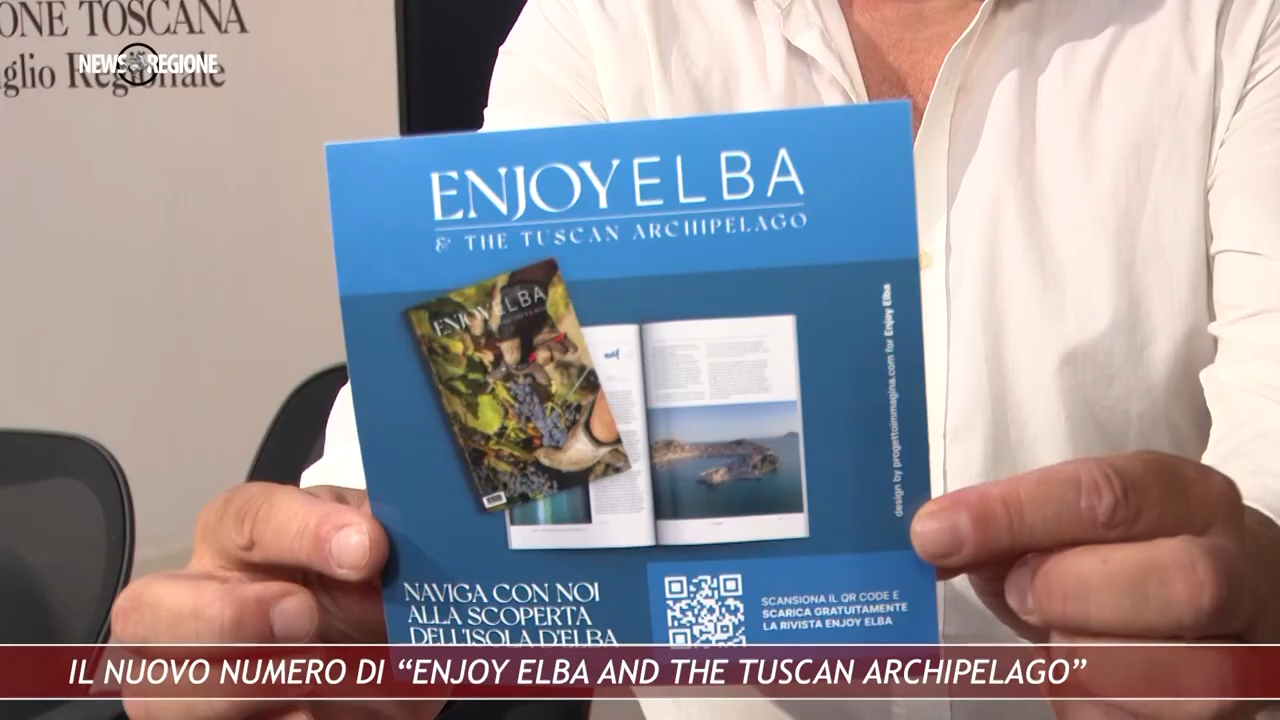 ONE TOSCANA
glio Regionale
NEWS REGIONE
ENJOYELBA
& THE TUSCAN ARCHIPELAGO
ENJOYELBA
design by progettoimmagina.com for Enjoy Elba
NAVIGA CON NOI
ALLA SCOPERTA
DELL'ISOLA D'ELBA
SCANSIONA IL QR CODE E
SCARICA GRATUITAMENTE
LA RIVISTA ENJOY ELBA
IL NUOVO NUMERO DI “ENJOY ELBA AND THE TUSCAN ARCHIPELAGO”